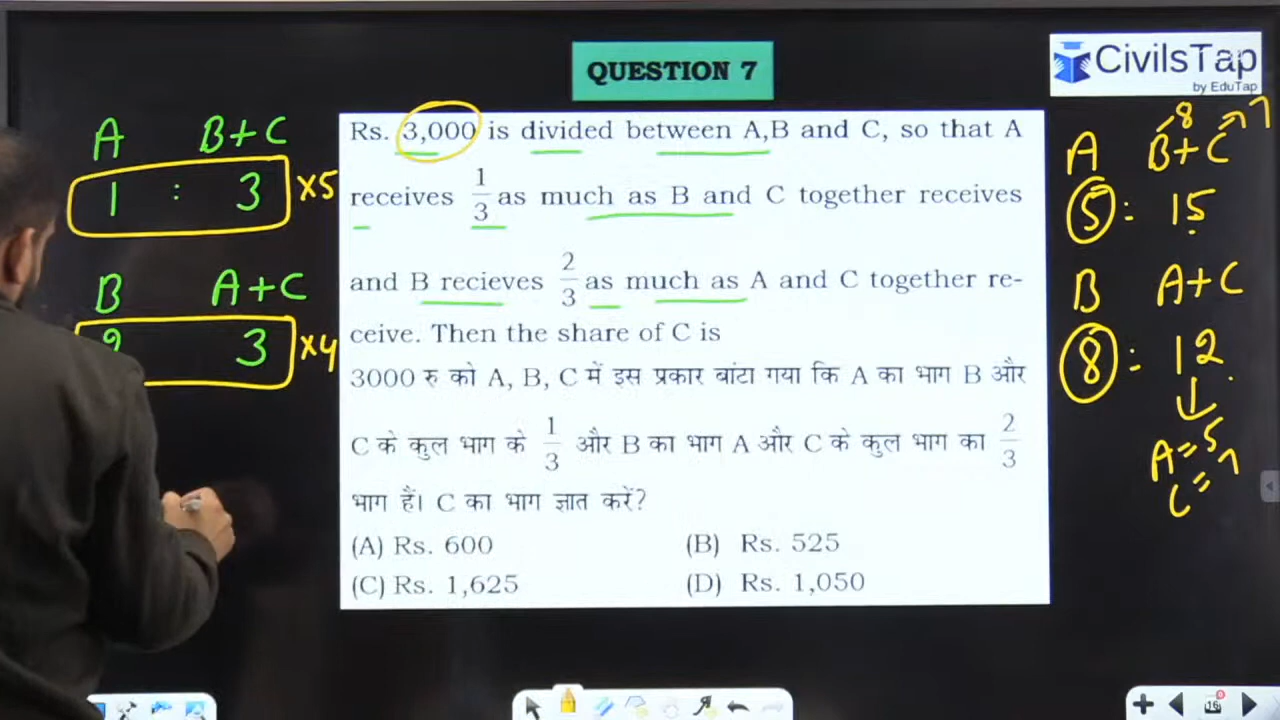 QUESTION 7
CivilsTap
by EduTap
A B+C
1 : 3 ×5
B A+C
3 ×4
Rs. 3,000 is divided between A,B and C, so that A
receives 1/3 as much as B and C together receives
and B recieves 2/3 as much as A and C together re-
ceive. Then the share of C is
3000 रु को A, B, C में इस प्रकार बांटा गया कि A का भाग B और
C के कुल भाग के 1/3 और B का भाग A और C के कुल भाग का 2/3
भाग हैं। C का भाग ज्ञात करें?
(A) Rs. 600 (B) Rs. 525
(C) Rs. 1,625 (D) Rs. 1,050
8 7
A B+C
5 : 15
B A+C
8 : 12
A=5
C=7
16